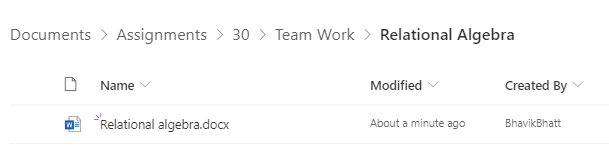 Documents > Assignments > 30 > Team Work > Relational Algebra
Name Modified Created By
Relational algebra.docx About a minute ago BhavikBhatt